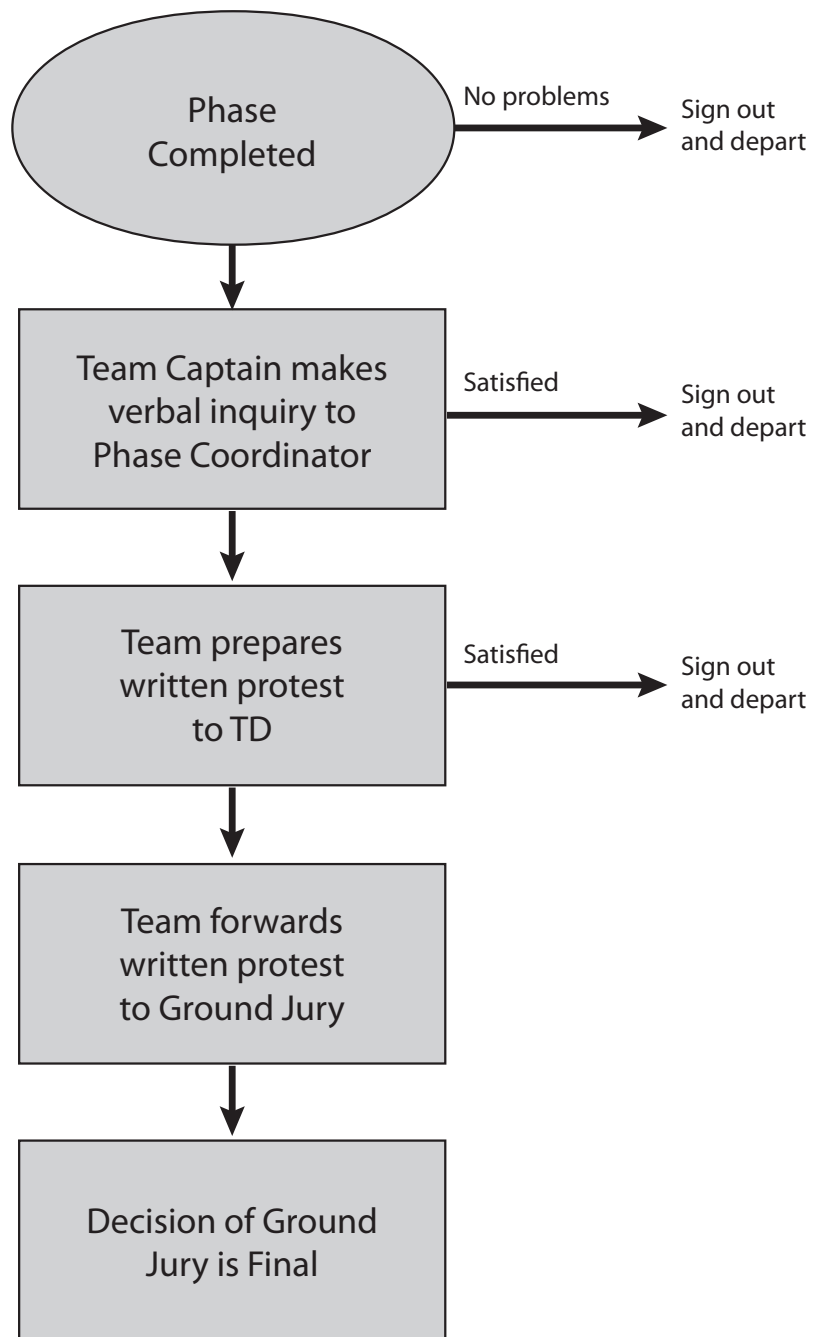 Phase
Completed
No problems
Sign out
and depart
Team Captain makes
verbal inquiry to
Phase Coordinator
Satisfied
Sign out
and depart
Team prepares
written protest
to TD
Satisfied
Sign out
and depart
Team forwards
written protest
to Ground Jury
Decision of Ground
Jury is Final